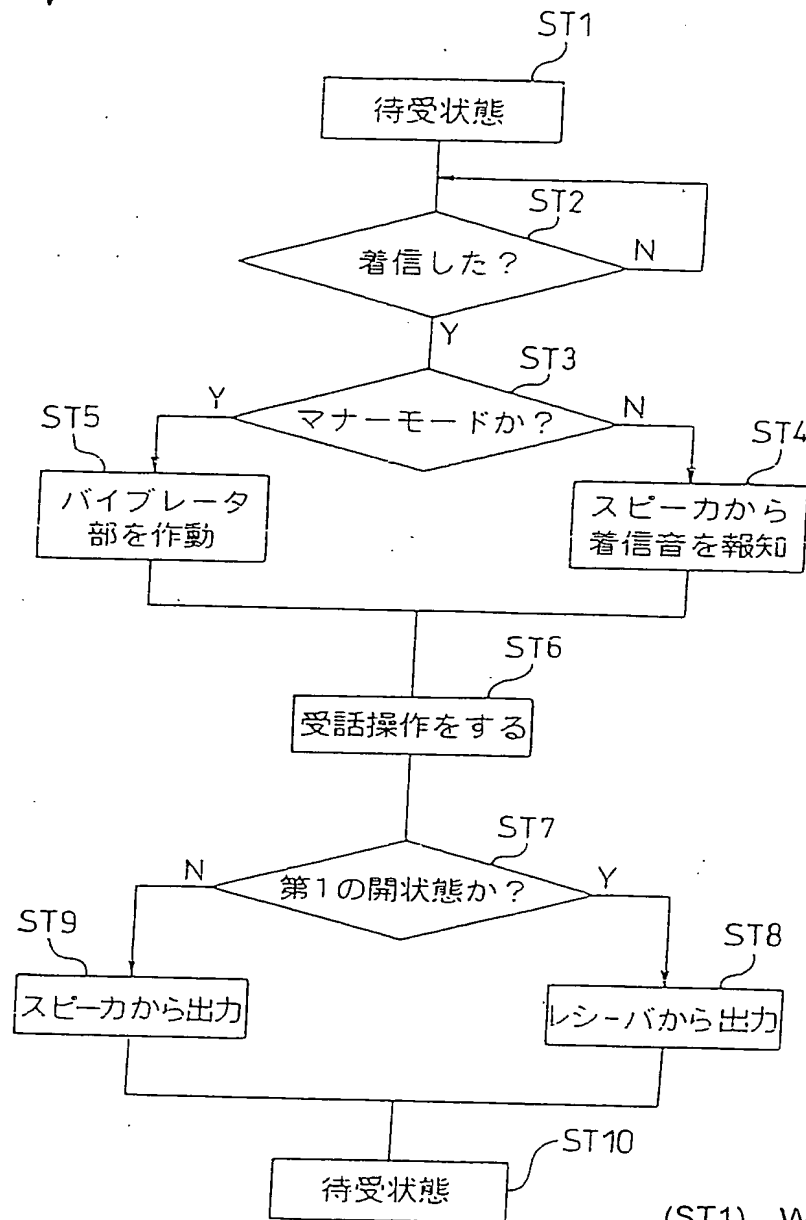 ST1
待受状態
ST2
着信した?
N
Y
ST3
マナーモードか?
Y
N
ST5
バイブレータ
部を作動
ST4
スピーカから
着信音を報知
ST6
受話操作をする
ST7
第1の開状態か?
N
Y
ST9
スピーカから出力
ST8
レシーバから出力
ST10
待受状態
(ST1)